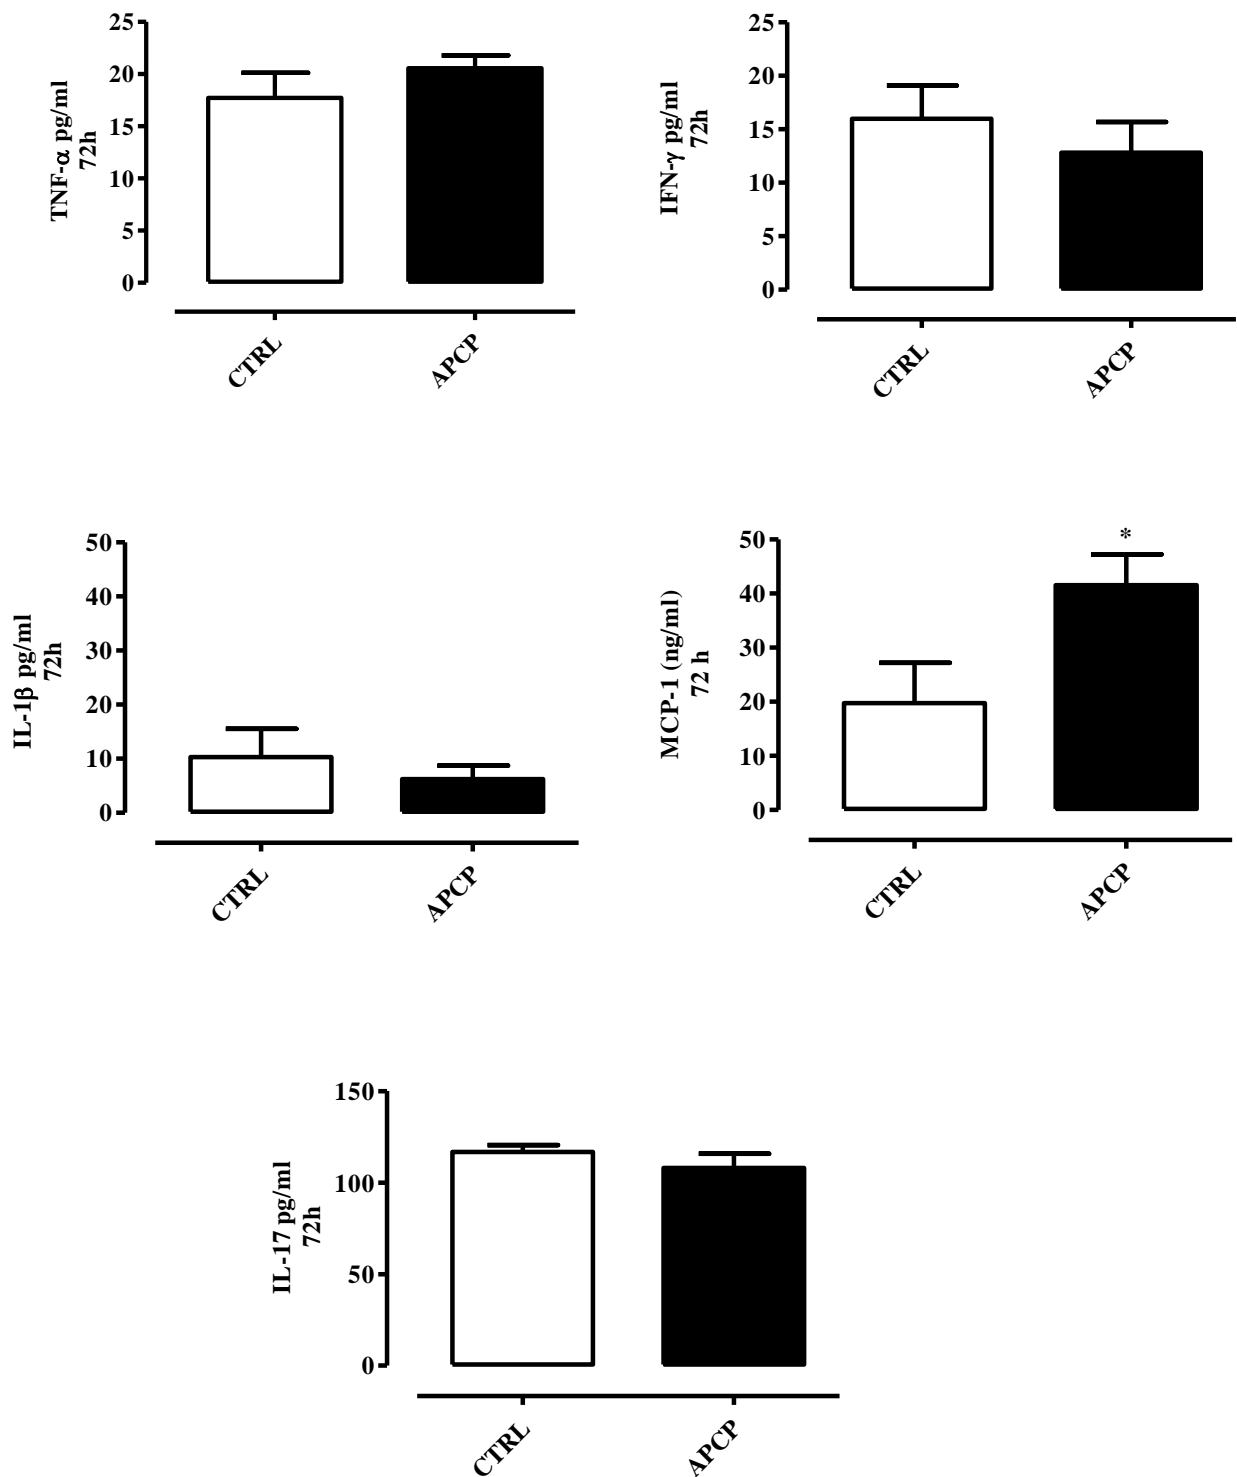 TNF-α pg/ml
72h
25
20
15
10
5
0
CTRL
APCP
IFN-γ pg/ml
72h
25
20
15
10
5
0
CTRL
APCP
IL-1β pg/ml
72h
50
40
30
20
10
0
CTRL
APCP
MCP-1 (ng/ml)
72 h
50
40
30
20
10
0
*
CTRL
APCP
IL-17 pg/ml
72h
150
100
50
0
CTRL
APCP